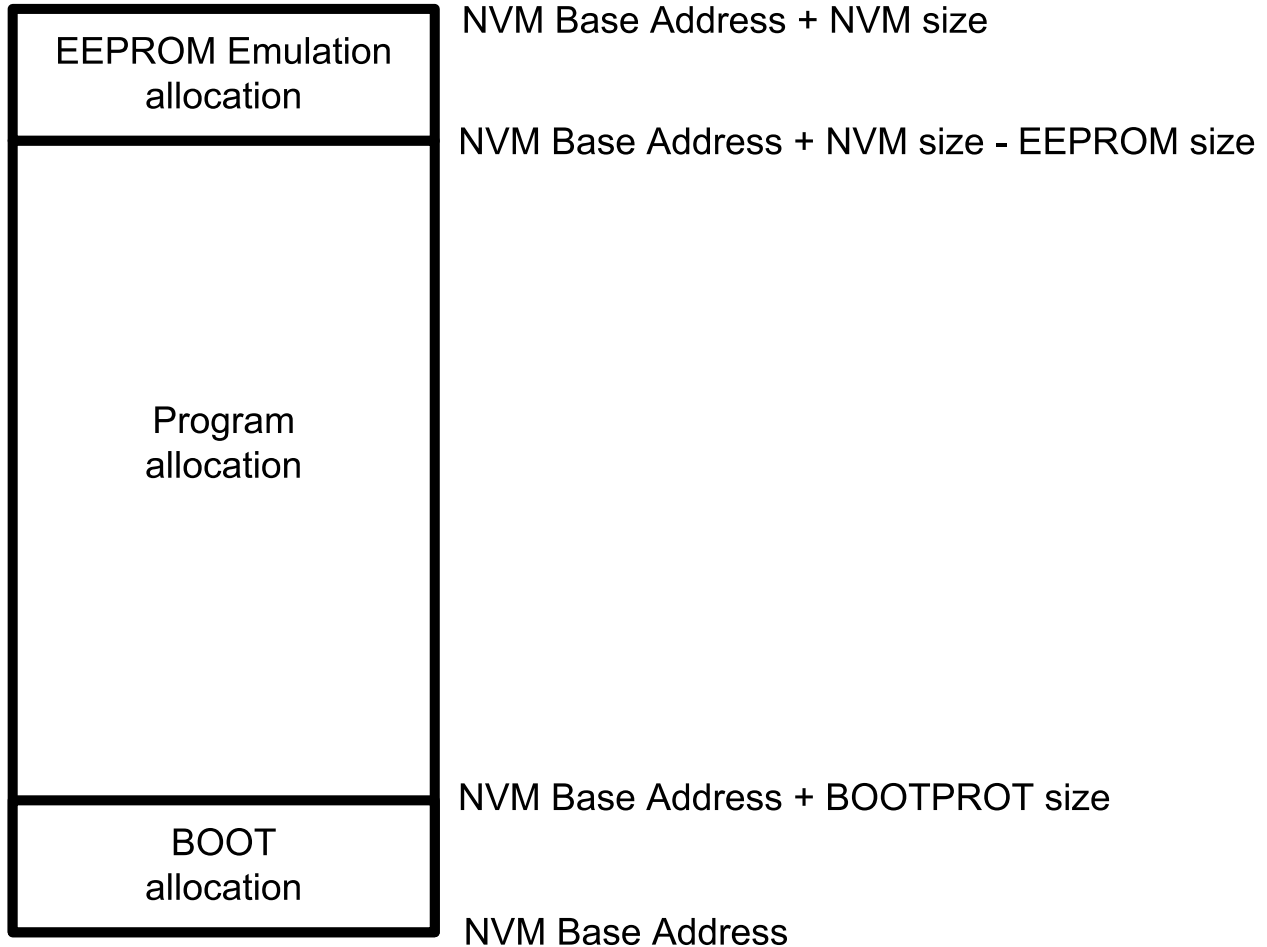 NVM Base Address + NVM size
EEPROM Emulation
allocation
NVM Base Address + NVM size - EEPROM size
Program
allocation
NVM Base Address + BOOTPROT size
BOOT
allocation
NVM Base Address